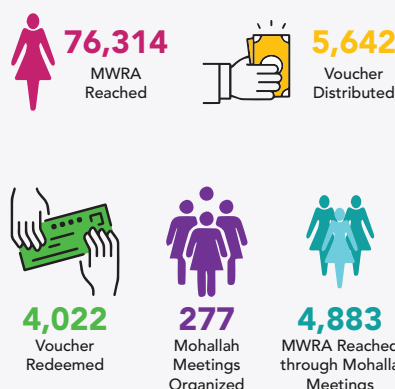 76,314
MWRA
Reached
5,642
Voucher
Distributed
4,022
Voucher
Redeemed
277
Mohallah
Meetings
Organized
4,883
MWRA Reached
through Mohalla
Meetings